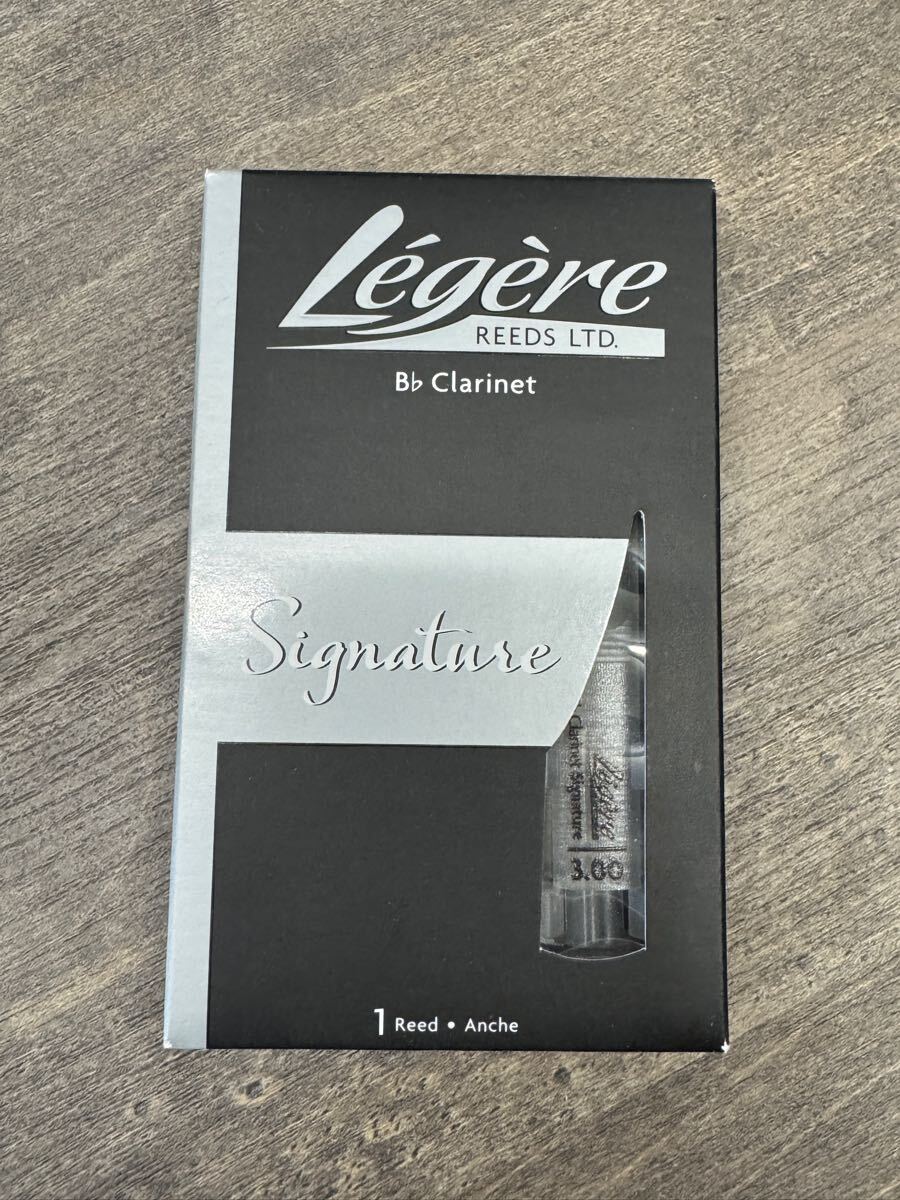 Légère
REEDS LTD.
B♭ Clarinet
Signature
Légère
Clarinet Signature
3.00
1 Reed • Anche